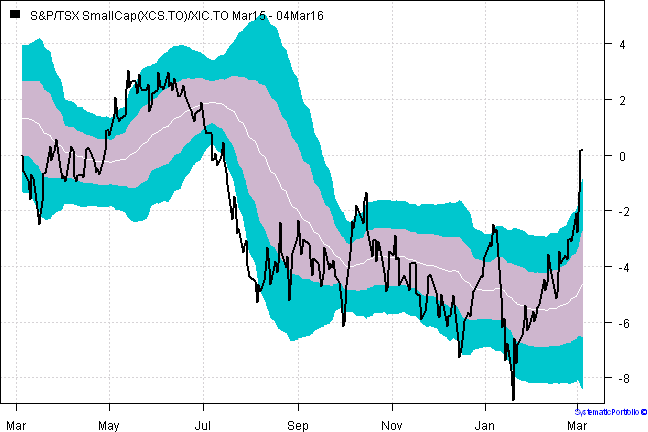 S&P/TSX SmallCap(XCS.TO)/XIC.TO Mar15 - 04Mar16
4
2
0
-2
-4
-6
-8
Mar May Jul Sep Nov Jan Mar
SystematicPortfolio ©